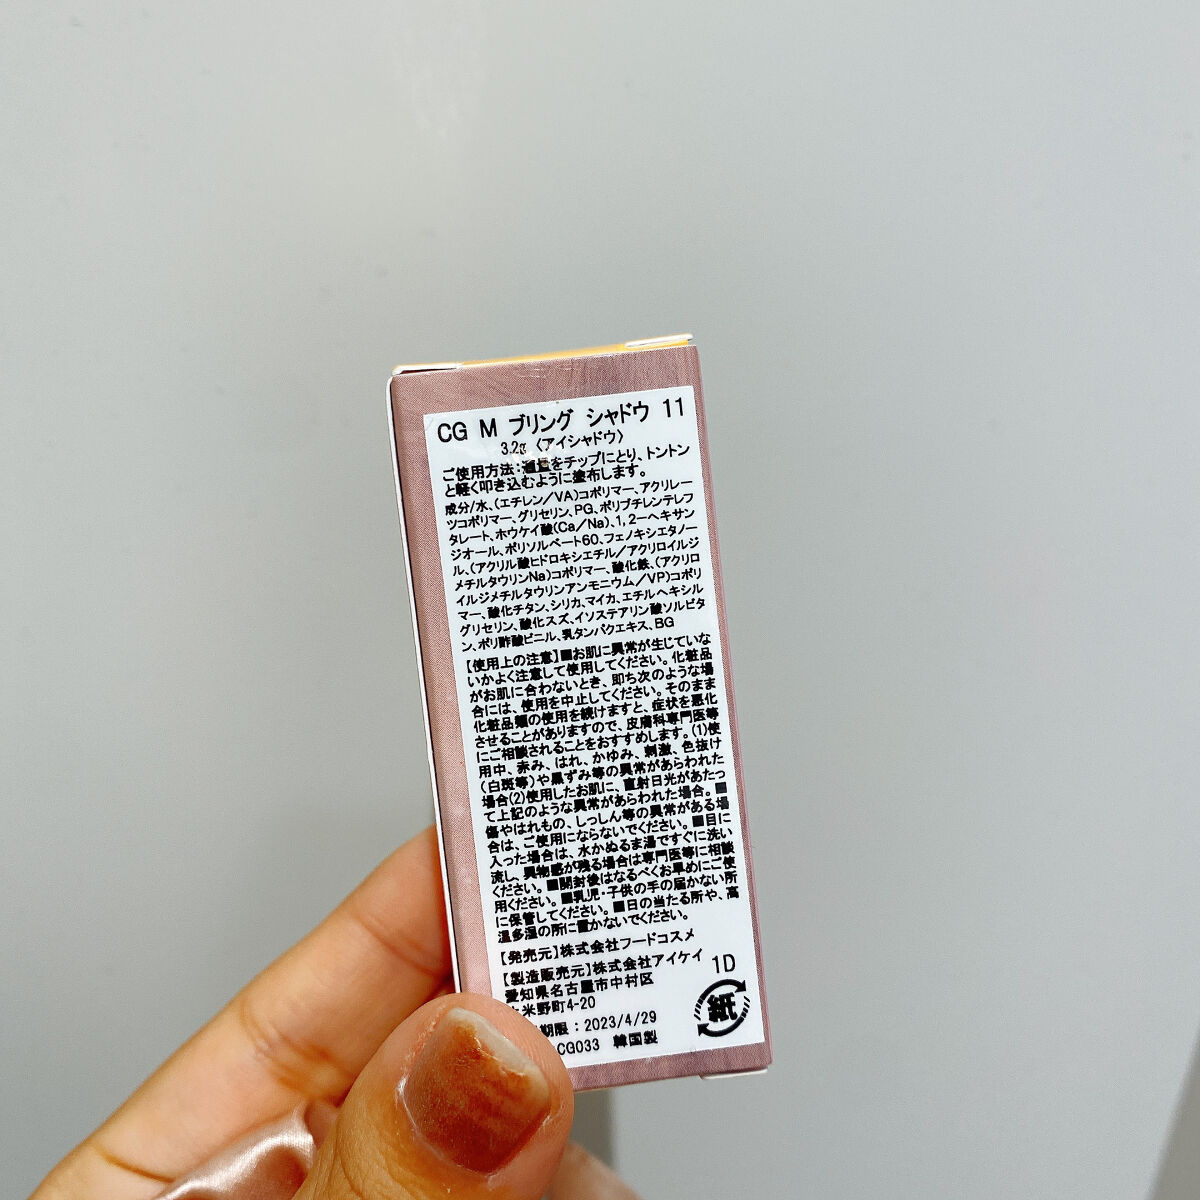 CG M ブリング シャドウ 11
3.2g 〈アイシャドウ〉
ご使用方法:適量をチップにとり、トントン
と軽く叩き込むように塗布します。
成分/水、(エチレン/VA)コポリマー、アクリレー
ツコポリマー、グリセリン、PG、ポリブチレンテレフ
タレート、ホウケイ酸(Ca/Na)、1,2-ヘキサン
ジオール、ポリソルベート60、フェノキシエタノー
ル、(アクリル酸ヒドロキシエチル/アクリロイルジ
メチルタウリンNa)コポリマー、酸化鉄、(アクリロ
イルジメチルタウリンアンモニウム/VP)コポリ
マー、酸化チタン、シリカ、マイカ、エチルヘキシル
グリセリン、酸化スズ、イソステアリン酸ソルビタ
ン、ポリ酢酸ビニル、乳タンパクエキス、BG
【使用上の注意】■お肌に異常が生じていな
いかよく注意して使用してください。化粧品
がお肌に合わないとき、即ち次のような場
合には、使用を中止してください。そのまま
化粧品類の使用を続けますと、症状を悪化
させることがありますので、皮膚科専門医等
にご相談されることをおすすめします。(1)使
用中、赤み、はれ、かゆみ、刺激、色抜け
(白斑等)や黒ずみ等の異常があらわれた
場合(2)使用したお肌に、直射日光があたっ
て上記のような異常があらわれた場合。■
傷やはれもの、しっしん等の異常がある場
合は、ご使用にならないでください。■目に
入った場合は、水かぬるま湯ですぐに洗い
流し、異物感が残る場合は専門医等に相談
ください。■開封後はなるべくお早めにご使
用ください。■乳児・子供の手の届かない所
に保管してください。■日の当たる所や、高
温多湿の所に置かないでください。
【発売元】株式会社フードコスメ
【製造販売元】株式会社アイケイ
愛知県名古屋市中村区
米野町4-20
期限:2023/4/29
CG033 韓国製
1D
紙